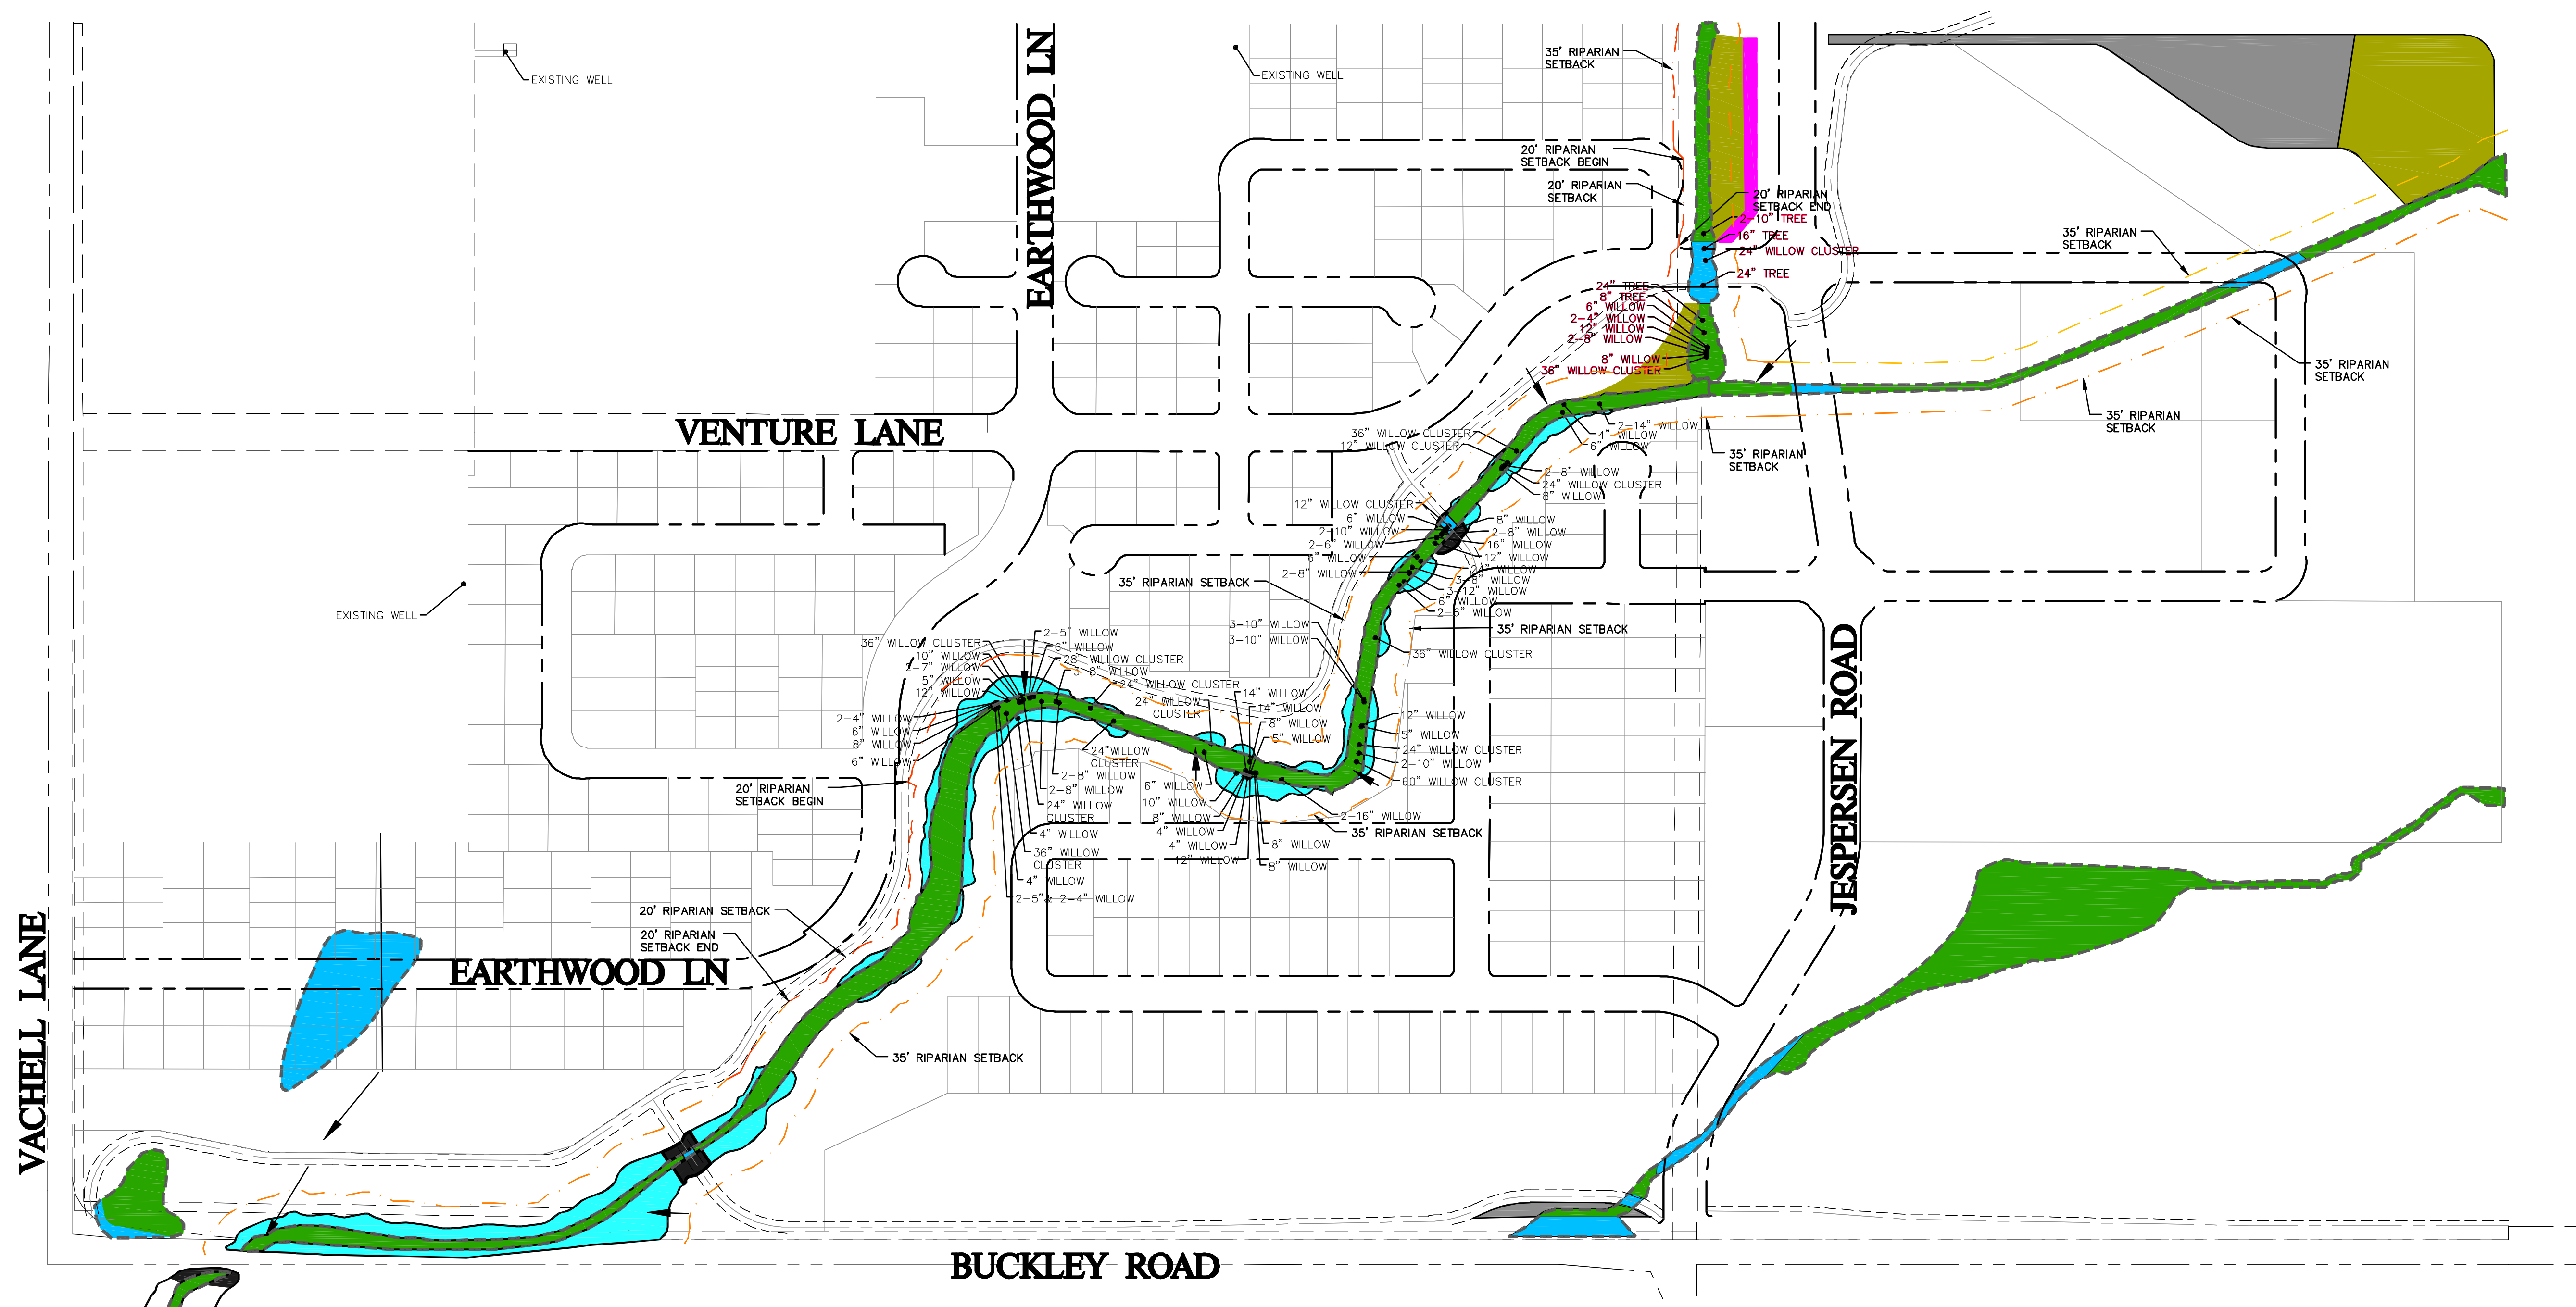 EXISTING WELL
EARTHWOOD LN
EXISTING WELL
35' RIPARIAN
SETBACK
20' RIPARIAN
SETBACK BEGIN
20' RIPARIAN
SETBACK
20' RIPARIAN
SETBACK END
2-10" TREE
16" TREE
24" WILLOW CLUSTER
24" TREE
24" TREE
8" TREE
6" WILLOW
2-4" WILLOW
12" WILLOW
2-8" WILLOW
8" WILLOW
36" WILLOW CLUSTER
35' RIPARIAN
SETBACK
35' RIPARIAN
SETBACK
35' RIPARIAN
SETBACK
35' RIPARIAN
SETBACK
VENTURE LANE
2-14" WILLOW
4" WILLOW
6" WILLOW
36" WILLOW CLUSTER
12" WILLOW CLUSTER
2-8" WILLOW
24" WILLOW CLUSTER
8" WILLOW
12" WILLOW CLUSTER
6" WILLOW
2-10" WILLOW
2-6" WILLOW
6" WILLOW
2-8" WILLOW
8" WILLOW
2-8" WILLOW
16" WILLOW
12" WILLOW
24" WILLOW
3-8" WILLOW
3-12" WILLOW
6" WILLOW
2-6" WILLOW
35' RIPARIAN SETBACK
EXISTING WELL
3-10" WILLOW
3-10" WILLOW
35' RIPARIAN SETBACK
36" WILLOW CLUSTER
36" WILLOW CLUSTER
10" WILLOW
2-7" WILLOW
5" WILLOW
12" WILLOW
2-4" WILLOW
6" WILLOW
8" WILLOW
6" WILLOW
2-5" WILLOW
6" WILLOW
28" WILLOW CLUSTER
3-8" WILLOW
24" WILLOW CLUSTER
24" WILLOW
CLUSTER
14" WILLOW
14" WILLOW
8" WILLOW
5" WILLOW
12" WILLOW
5" WILLOW
24" WILLOW CLUSTER
2-10" WILLOW
60" WILLOW CLUSTER
24"WILLOW
CLUSTER
2-8" WILLOW
2-8" WILLOW
24" WILLOW
CLUSTER
4" WILLOW
36" WILLOW
CLUSTER
4" WILLOW
2-5"& 2-4" WILLOW
6" WILLOW
10" WILLOW
8" WILLOW
4" WILLOW
4" WILLOW
12" WILLOW
2-16" WILLOW
35' RIPARIAN SETBACK
8" WILLOW
8" WILLOW
20' RIPARIAN
SETBACK BEGIN
JESPERSEN ROAD
20' RIPARIAN SETBACK
20' RIPARIAN
SETBACK END
EARTHWOOD LN
35' RIPARIAN SETBACK
VACHELL LANE
BUCKLEY ROAD